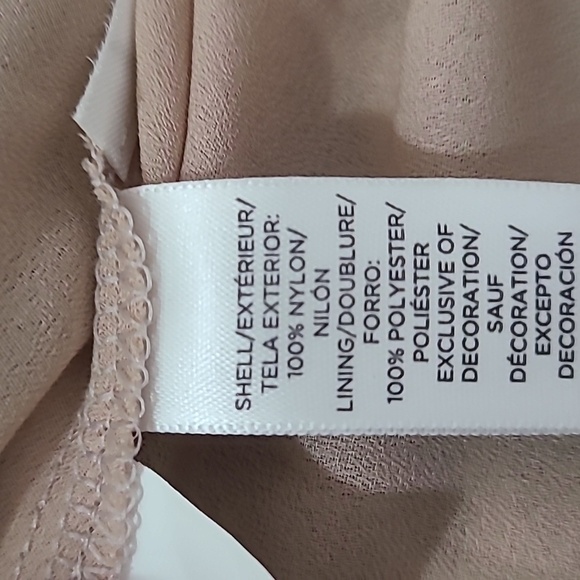 SHELL/EXTÉRIEUR/
TELA EXTERIOR:
100% NYLON/
NILÓN
LINING/DOUBLURE/
FORRO:
100% POLYESTER/
POLIÉSTER
EXCLUSIVE OF
DECORATION/
SAUF
DÉCORATION/
EXCEPTO
DECORACIÓN